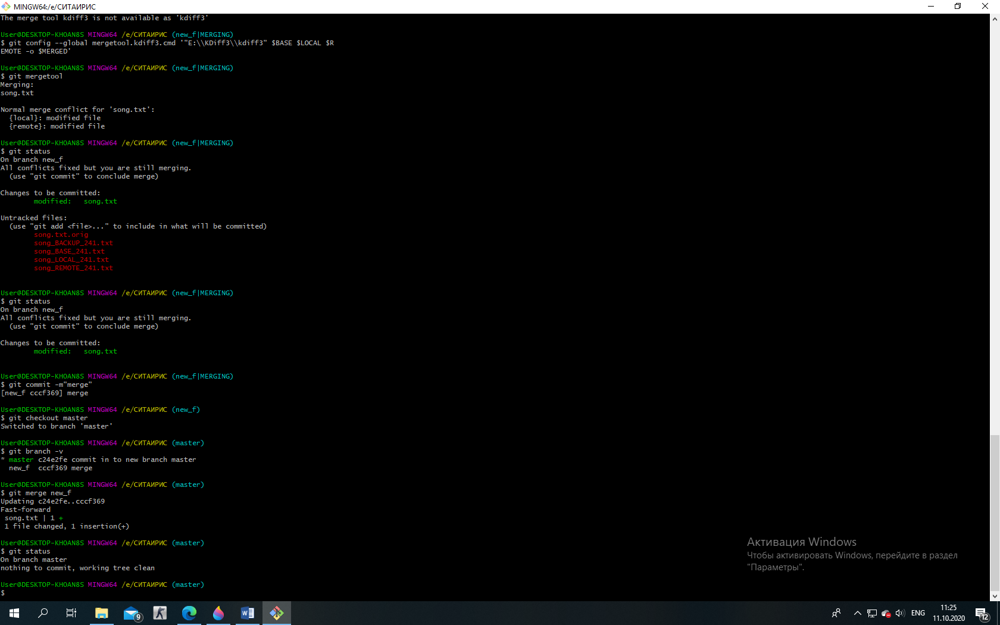 MINGW64:/e/СИТАИРИС
The merge tool kdiff3 is not available as 'kdiff3'
User@DESKTOP-KHOAN8S MINGW64 /e/СИТАИРИС (new_f|MERGING)
$ git config --global mergetool.kdiff3.cmd '"E:\\KDiff3\\kdiff3" $BASE $LOCAL $R
EMOTE -o $MERGED'
User@DESKTOP-KHOAN8S MINGW64 /e/СИТАИРИС (new_f|MERGING)
$ git mergetool
Merging:
song.txt
Normal merge conflict for 'song.txt':
  {local}: modified file
  {remote}: modified file
User@DESKTOP-KHOAN8S MINGW64 /e/СИТАИРИС (new_f|MERGING)
$ git status
On branch new_f
All conflicts fixed but you are still merging.
  (use "git commit" to conclude merge)
Changes to be committed:
        modified:   song.txt
Untracked files:
  (use "git add <file>..." to include in what will be committed)
        song.txt.orig
        song_BACKUP_241.txt
        song_BASE_241.txt
        song_LOCAL_241.txt
        song_REMOTE_241.txt
User@DESKTOP-KHOAN8S MINGW64 /e/СИТАИРИС (new_f|MERGING)
$ git status
On branch new_f
All conflicts fixed but you are still merging.
  (use "git commit" to conclude merge)
Changes to be committed:
        modified:   song.txt
User@DESKTOP-KHOAN8S MINGW64 /e/СИТАИРИС (new_f|MERGING)
$ git commit -m"merge"
[new_f cccf369] merge
User@DESKTOP-KHOAN8S MINGW64 /e/СИТАИРИС (new_f)
$ git checkout master
Switched to branch 'master'
User@DESKTOP-KHOAN8S MINGW64 /e/СИТАИРИС (master)
$ git branch -v
* master c24e2fe commit in to new branch master
  new_f  cccf369 merge
User@DESKTOP-KHOAN8S MINGW64 /e/СИТАИРИС (master)
$ git merge new_f
Updating c24e2fe..cccf369
Fast-forward
 song.txt | 1 +
 1 file changed, 1 insertion(+)
User@DESKTOP-KHOAN8S MINGW64 /e/СИТАИРИС (master)
$ git status
On branch master
nothing to commit, working tree clean
User@DESKTOP-KHOAN8S MINGW64 /e/СИТАИРИС (master)
$
Активация Windows
Чтобы активировать Windows, перейдите в раздел
"Параметры".
9
ENG
11:25
11.10.2020
12